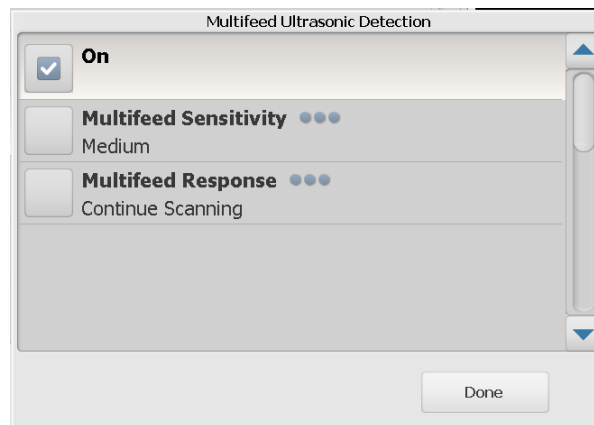 Multifeed Ultrasonic Detection
On
Multifeed Sensitivity
Medium
Multifeed Response
Continue Scanning
Done